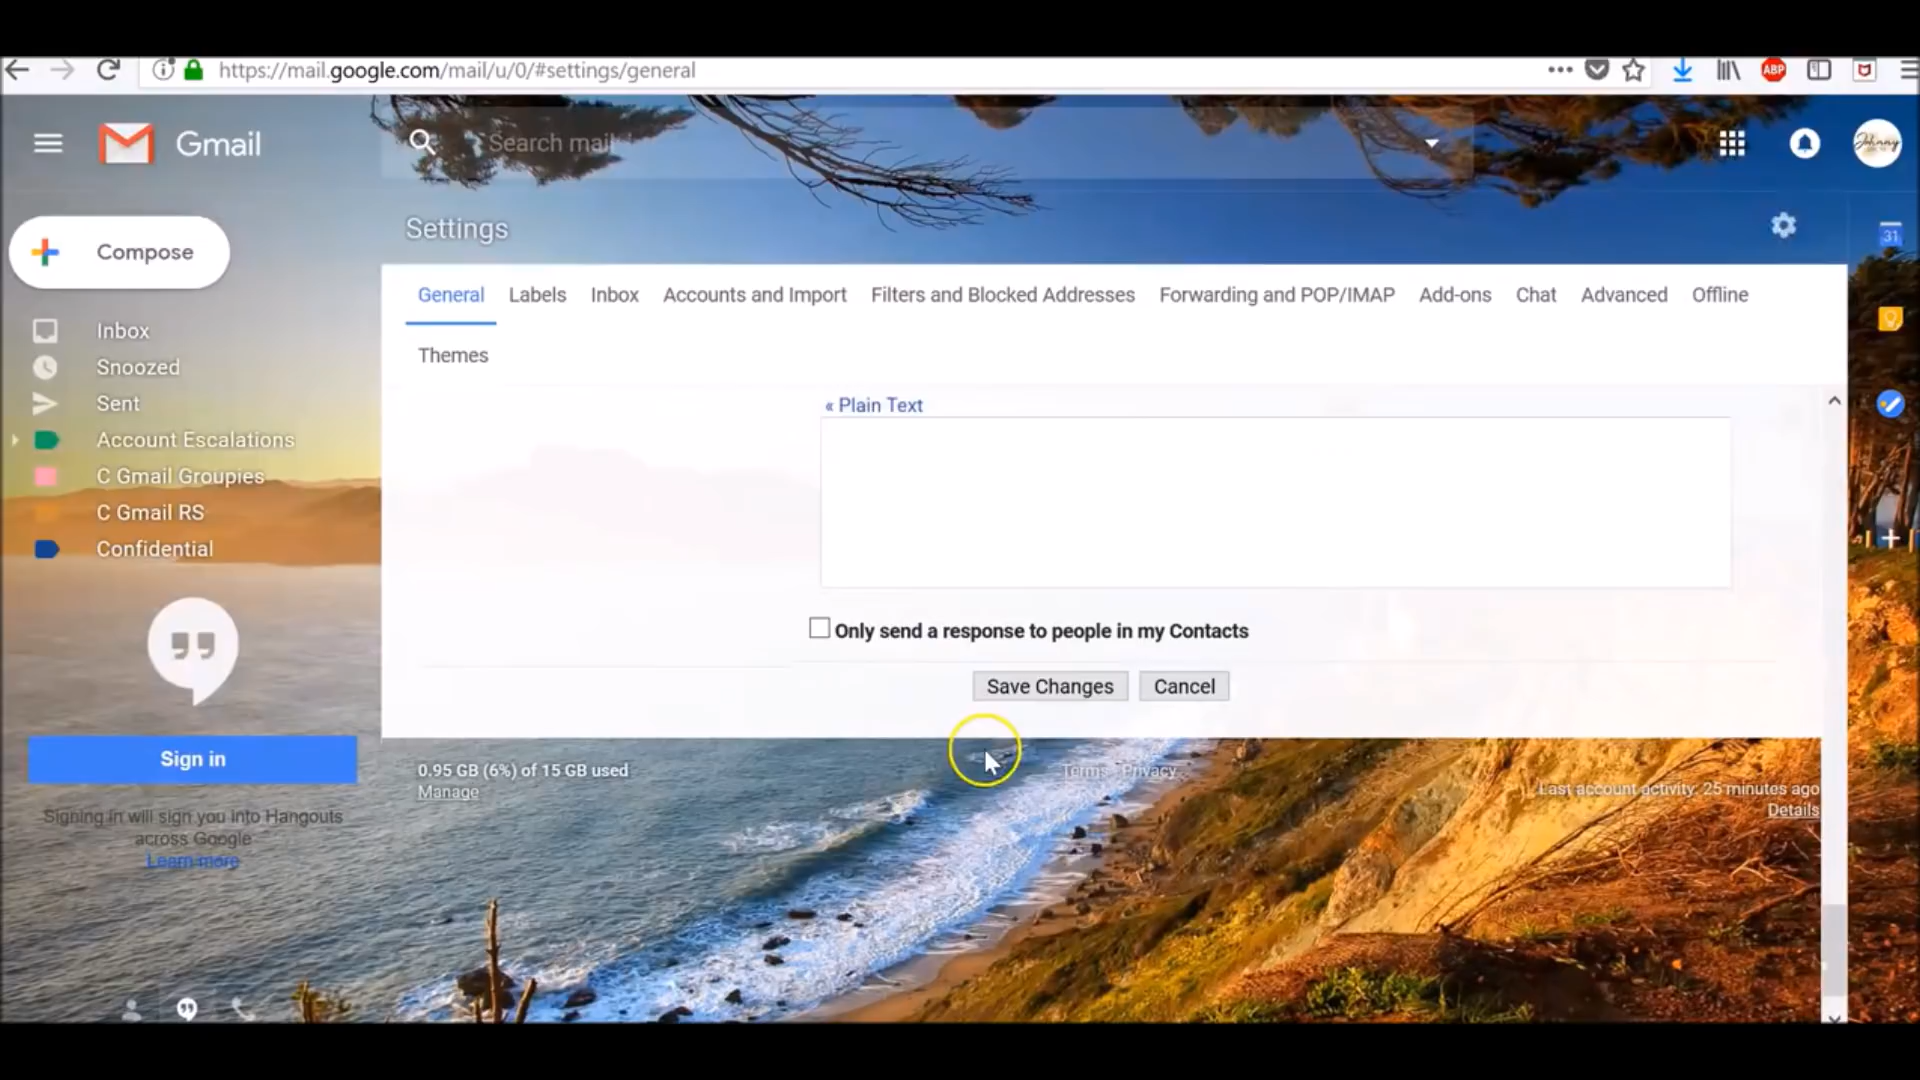 https://mail.google.com/mail/u/0/#settings/general
ABP
Gmail
Search mail
Johnny
Settings
Compose
31
General Labels Inbox Accounts and Import Filters and Blocked Addresses Forwarding and POP/IMAP Add-ons Chat Advanced Offline
Themes
Inbox
Snoozed
Sent
Account Escalations
C Gmail Groupies
C Gmail RS
Confidential
« Plain Text
Only send a response to people in my Contacts
Save Changes Cancel
Sign in
Signing in will sign you into Hangouts
across Google
Learn more
0.95 GB (6%) of 15 GB used
Manage
Terms · Privacy
Last account activity: 25 minutes ago
Details